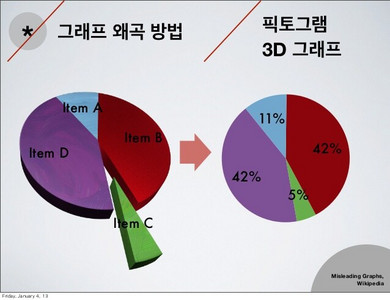 * 그래프 왜곡 방법
픽토그램
3D 그래프
Item A
Item B
Item D
Item C
11%
42%
42%
5%
Misleading Graphs,
Wikipedia
Friday, January 4, 13